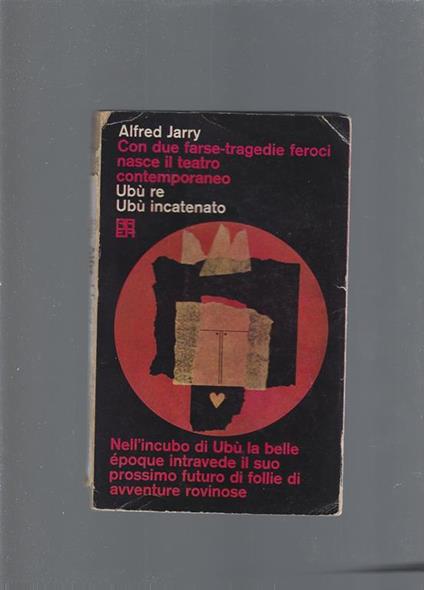 Alfred Jarry
Con due farse-tragedie feroci
nasce il teatro
contemporaneo
Ubù re
Ubù incatenato
Nell'incubo di Ubù la belle
époque intravede il suo
prossimo futuro di follie di
avventure rovinose